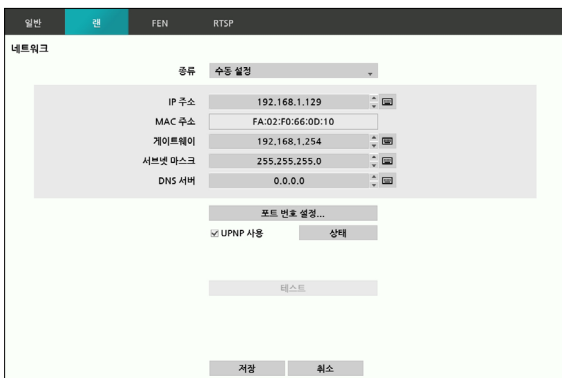 일반 랜 FEN RTSP
네트워크
종류 수동 설정
IP 주소 192.168.1.129
MAC 주소 FA:02:F0:66:0D:10
게이트웨이 192.168.1.254
서브넷 마스크 255.255.255.0
DNS 서버 0.0.0.0
포트 번호 설정...
UPNP 사용 상태
테스트
저장 취소